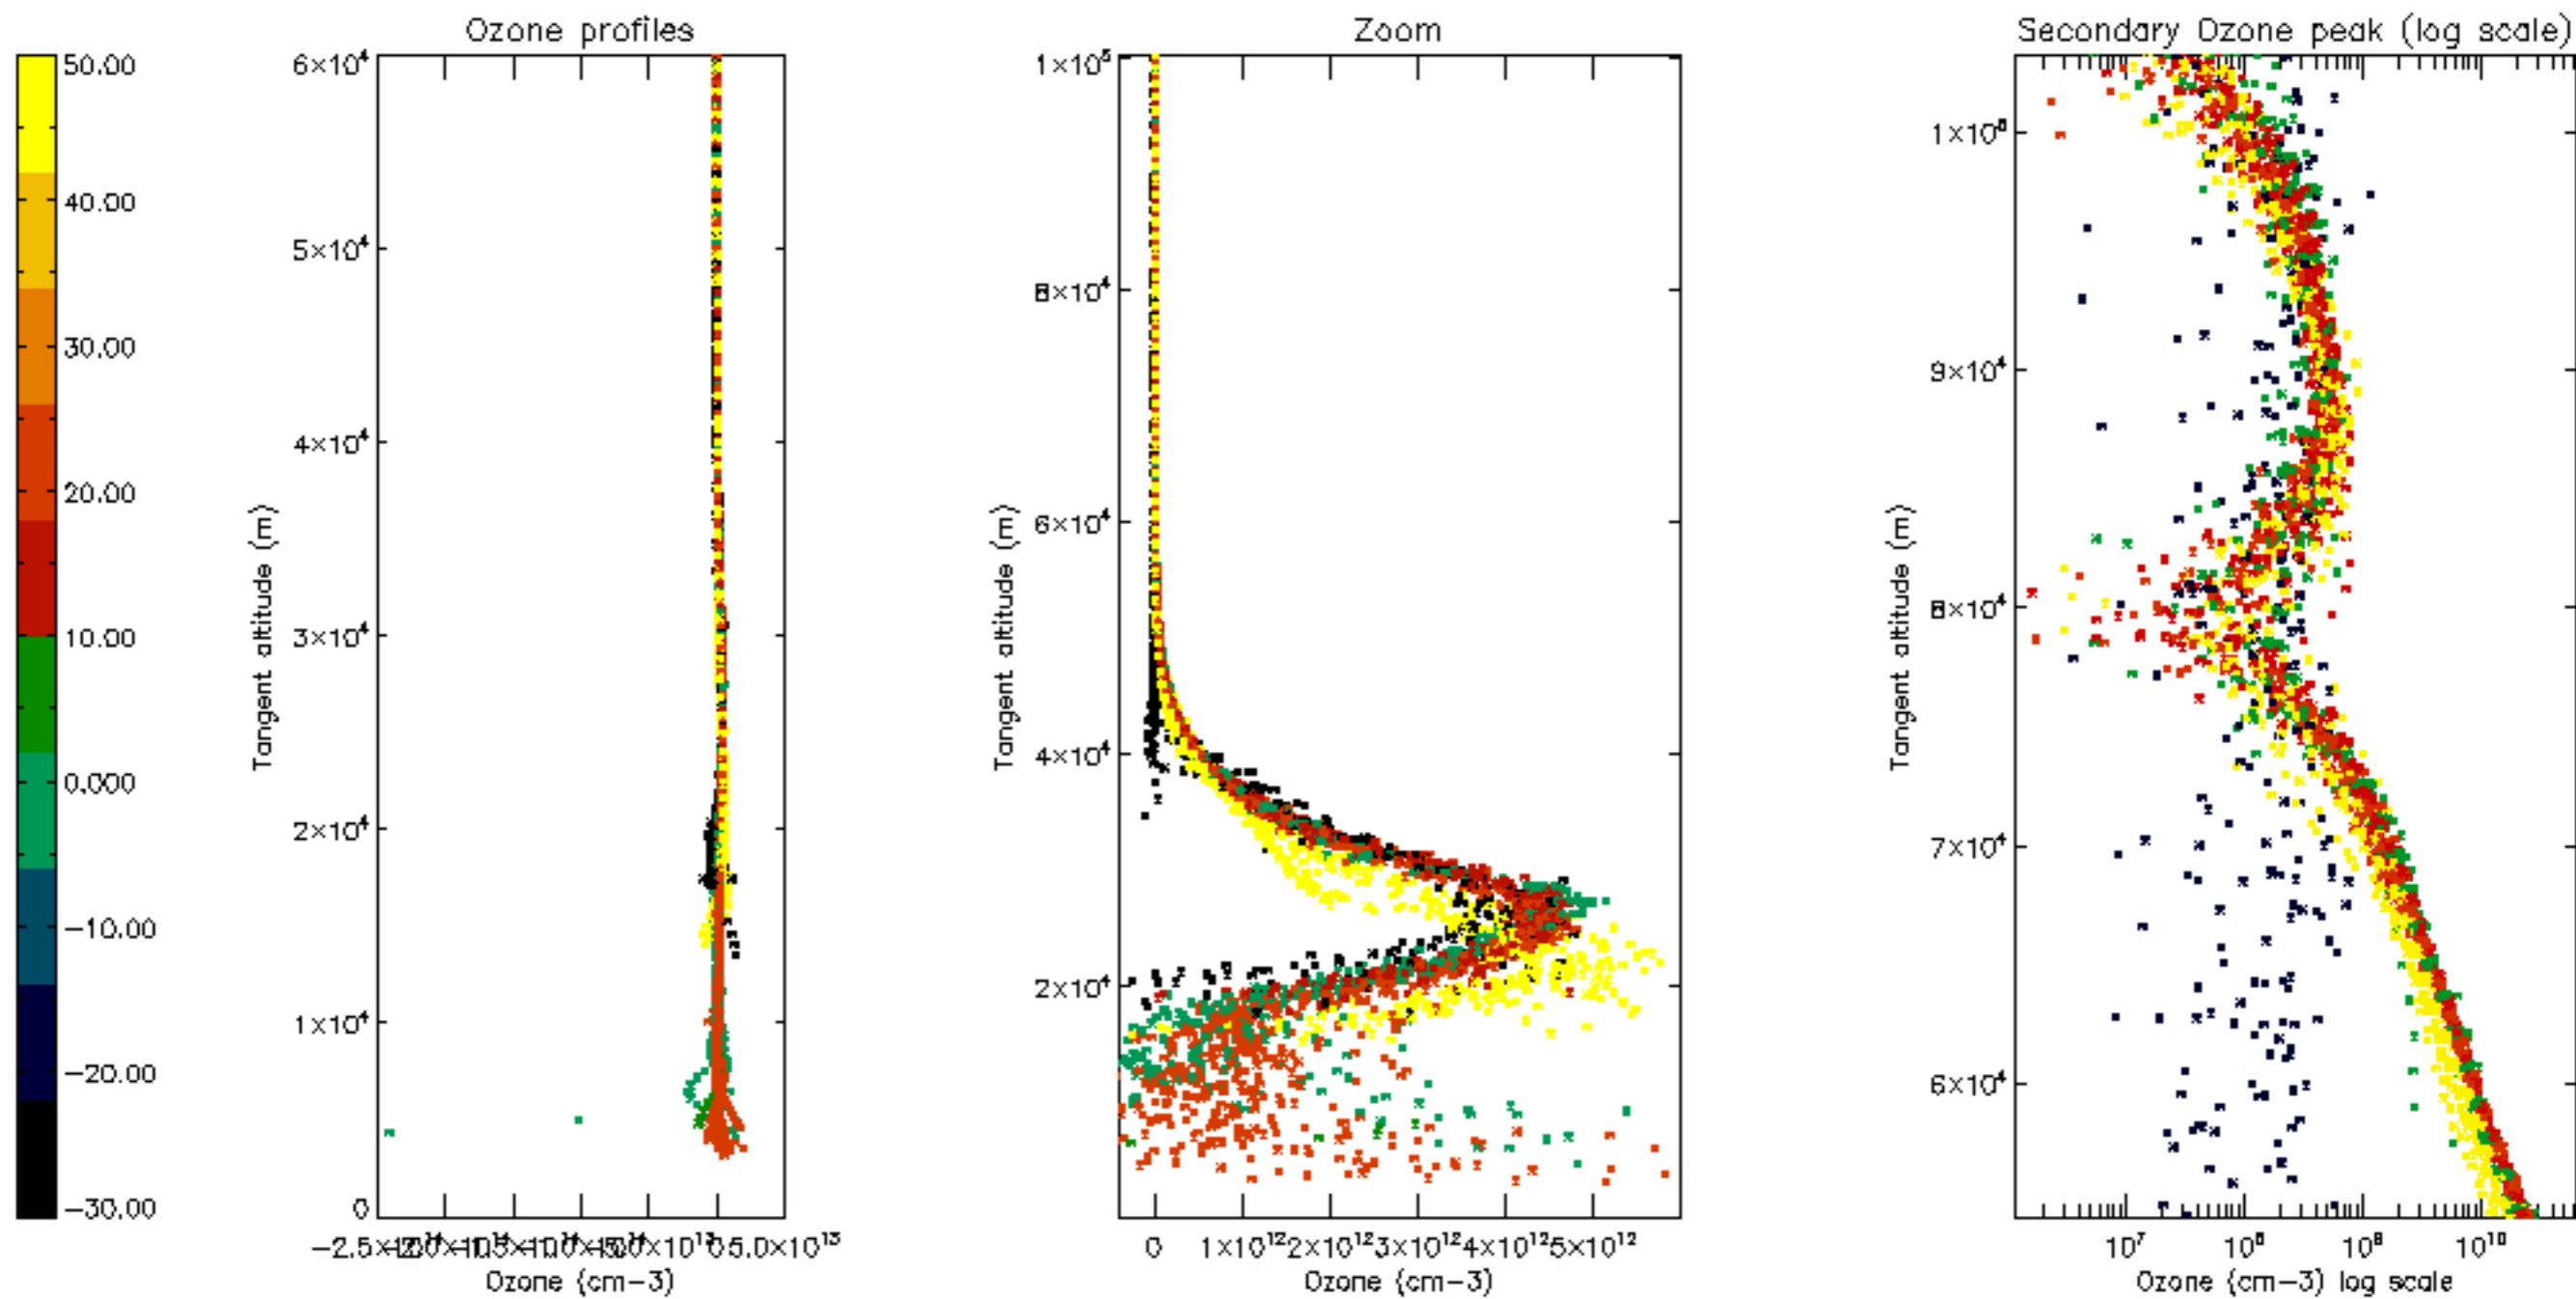 Ozone profiles
Zoom
Secondary Ozone peak (log scale)
50.00
40.00
30.00
20.00
10.00
0.000
−10.00
−20.00
−30.00
Tangent altitude (m)
6×10⁴
5×10⁴
4×10⁴
3×10⁴
2×10⁴
1×10⁴
0
5.0×10¹³
Ozone (cm−3)
Tangent altitude (m)
1×10⁵
8×10⁴
6×10⁴
4×10⁴
2×10⁴
0 1×10¹² 2×10¹² 3×10¹² 4×10¹² 5×10¹²
Ozone (cm−3)
Tangent altitude (m)
9×10⁴
8×10⁴
7×10⁴
6×10⁴
10⁷ 10⁸ 10⁹ 10¹⁰
Ozone (cm−3) log scale